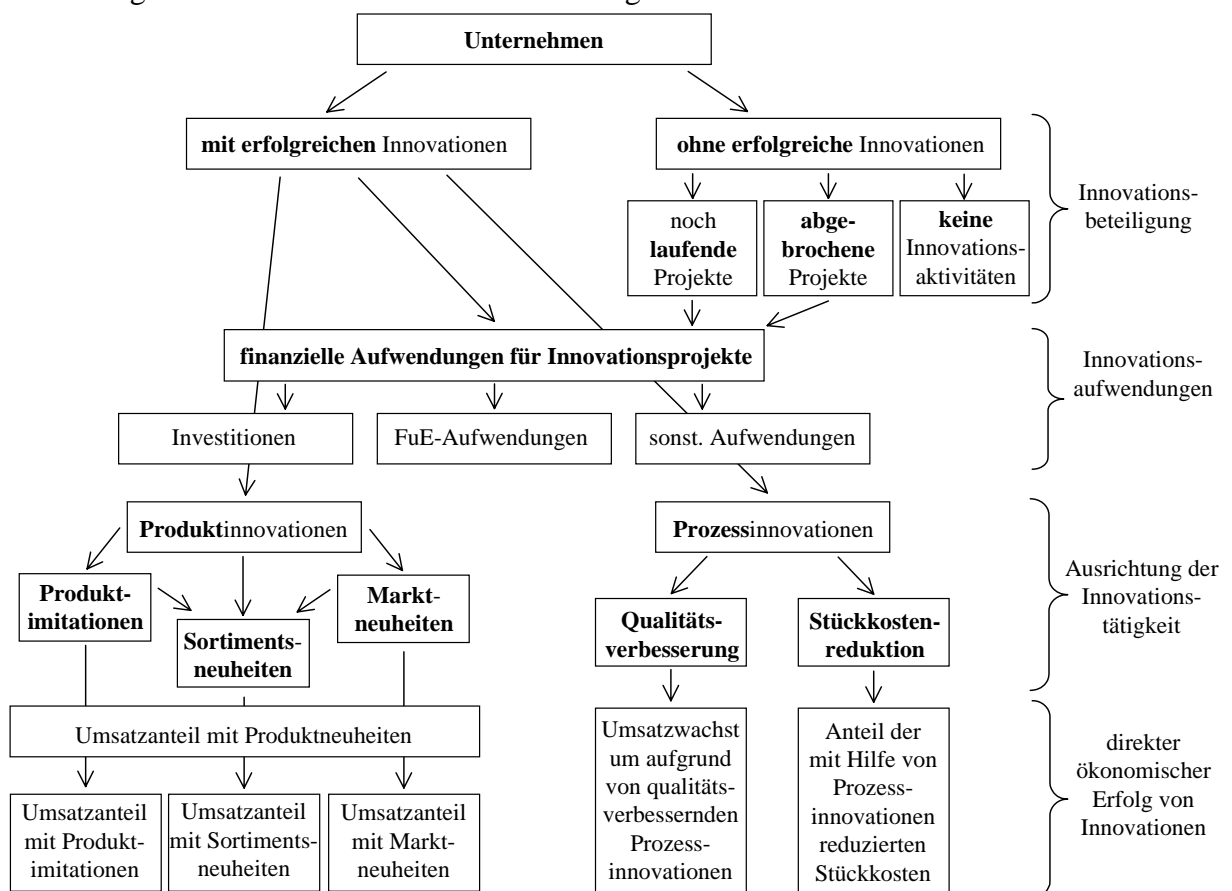 Unternehmen
mit erfolgreichen Innovationen
ohne erfolgreiche Innovationen
noch
laufende
Projekte
abge-
brochene
Projekte
keine
Innovations-
aktivitäten
Innovations-
beteiligung
finanzielle Aufwendungen für Innovationsprojekte
Investitionen
FuE-Aufwendungen
sonst. Aufwendungen
Innovations-
aufwendungen
Produktinnovationen
Prozessinnovationen
Produkt-
imitationen
Sortiments-
neuheiten
Markt-
neuheiten
Qualitäts-
verbesserung
Stückkosten-
reduktion
Ausrichtung der
Innovations-
tätigkeit
Umsatzanteil mit Produktneuheiten
Umsatzanteil
mit Produkt-
imitationen
Umsatzanteil
mit Sortiments-
neuheiten
Umsatzanteil
mit Markt-
neuheiten
Umsatzwachst
um aufgrund
von qualitäts-
verbessernden
Prozess-
innovationen
Anteil der
mit Hilfe von
Prozess-
innovationen
reduzierten
Stückkosten
direkter
ökonomischer
Erfolg von
Innovationen